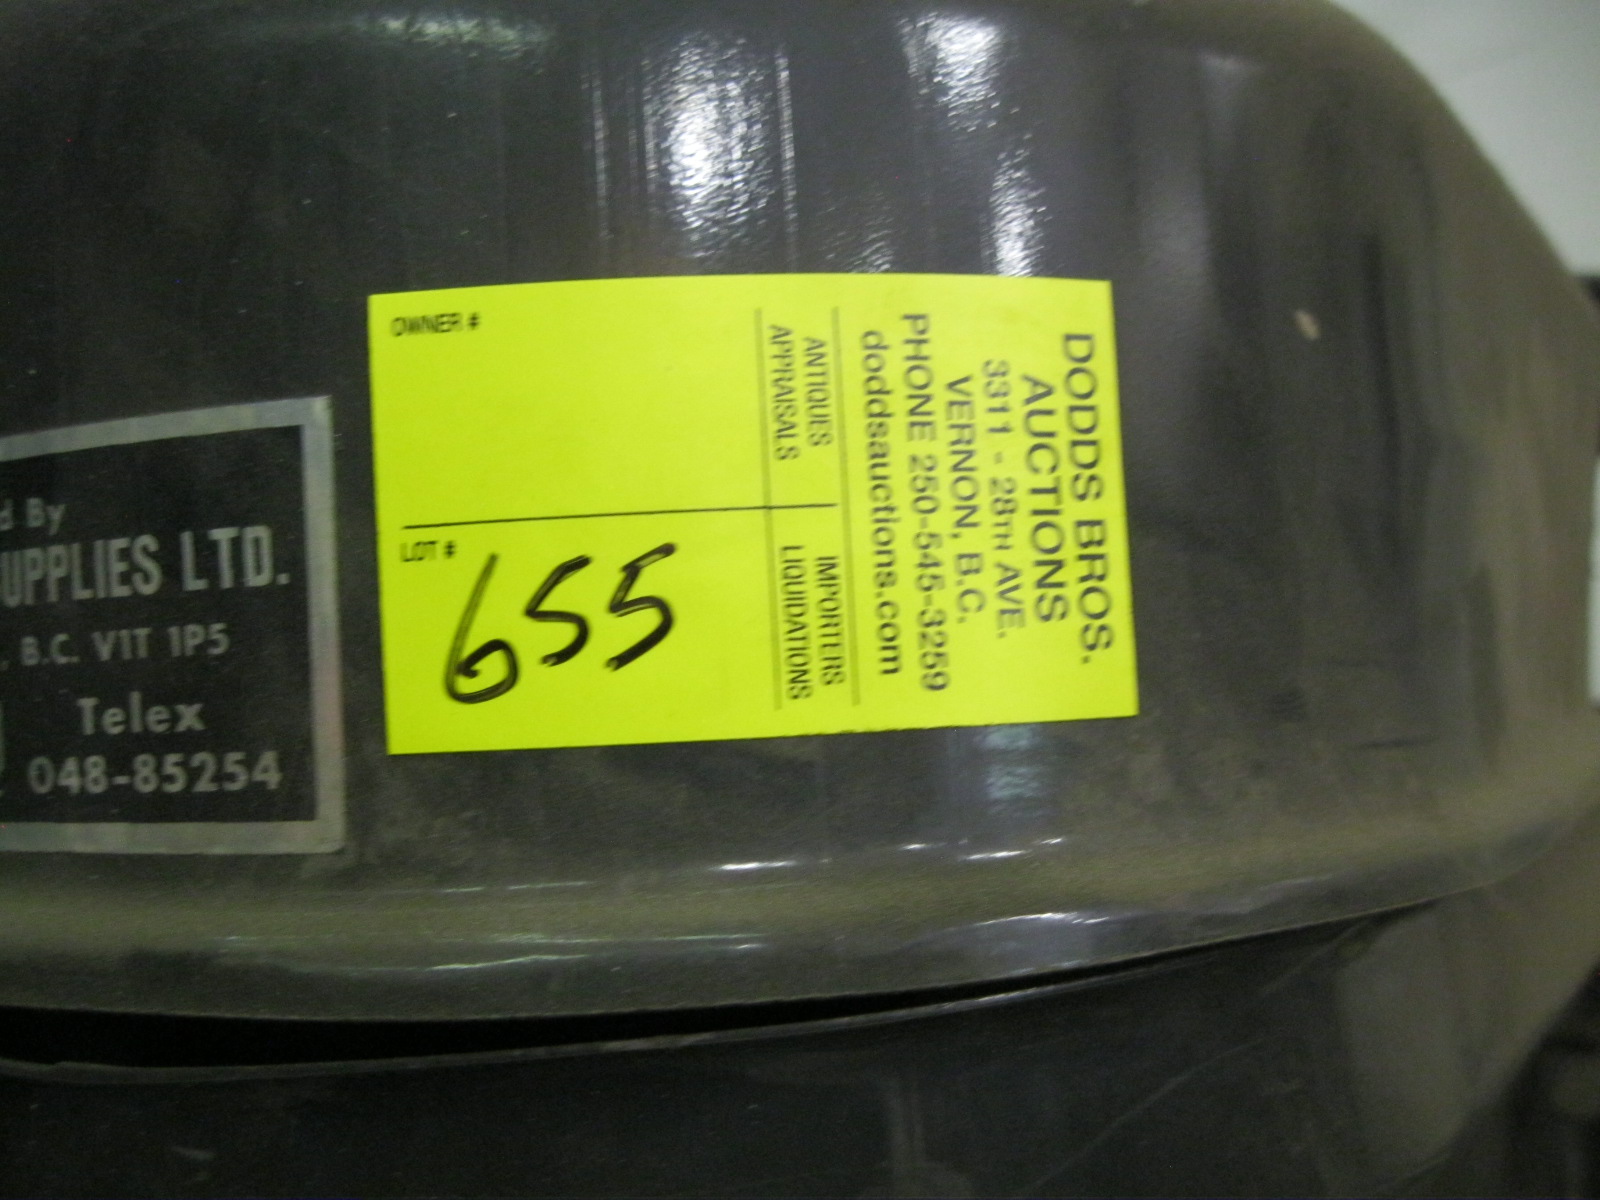 d By
UPPLIES LTD.
. B.C. V1T 1P5
Telex
048-85254
OWNER #
LOT #
655
DODDS BROS.
AUCTIONS
3311 - 28TH AVE.
VERNON, B.C.
PHONE 250-545-3259
doddsauctions.com
ANTIQUES IMPORTERS
APPRAISALS LIQUIDATIONS